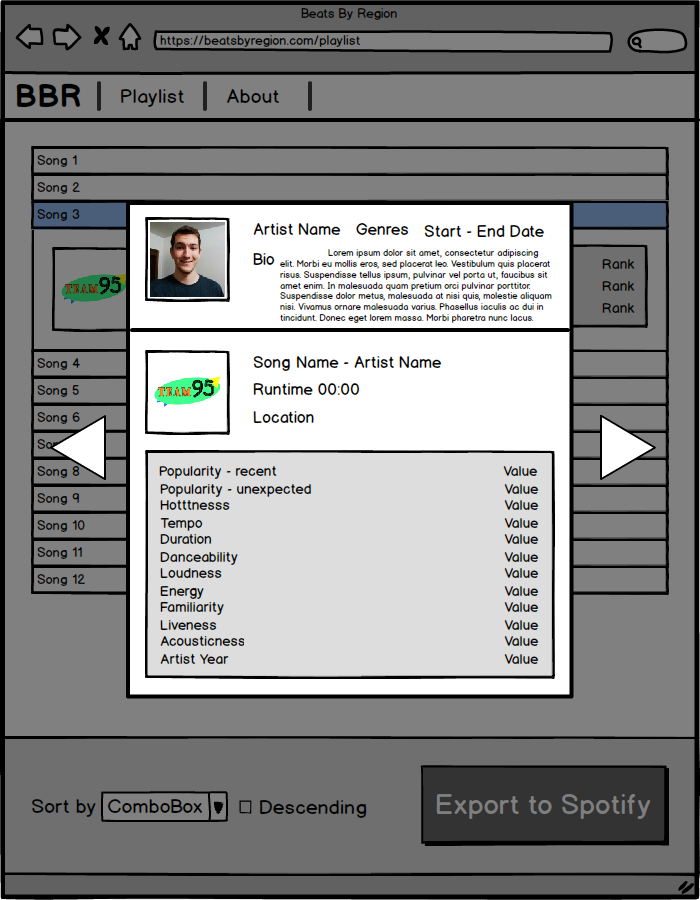 Beats By Region
https://beatsbyregion.com/playlist
BBR Playlist About
Song 1
Song 2
Song 3
TEAM 95
Rank
Rank
Rank
Song 4
Song 5
Song 6
Song 8
Song 9
Song 10
Song 11
Song 12
Artist Name Genres Start - End Date
Bio
Lorem ipsum dolor sit amet, consectetur adipiscing
elit. Morbi eu mollis eros, sed placerat leo. Vestibulum quis placerat
risus. Suspendisse tellus ipsum, pulvinar vel porta ut, faucibus sit
amet enim. In malesuada quam pretium orci pulvinar porttitor.
Suspendisse dolor metus, malesuada at nisi quis, molestie aliquam
nisi. Vivamus ornare malesuada varius. Phasellus iaculis ac dui in
tincidunt. Donec eget lorem massa. Morbi pharetra nunc lacus.
TEAM 95
Song Name - Artist Name
Runtime 00:00
Location
Popularity - recent Value
Popularity - unexpected Value
Hotttnesss Value
Tempo Value
Duration Value
Danceability Value
Loudness Value
Energy Value
Familiarity Value
Liveness Value
Acousticness Value
Artist Year Value
Sort by ComboBox Descending
Export to Spotify